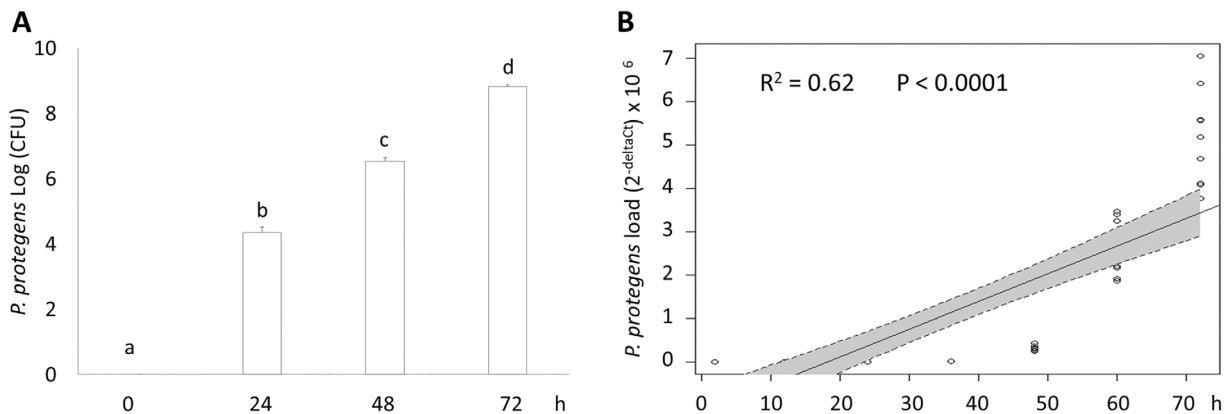 A
P. protegens Log (CFU)
10
8
6
4
2
0
a
b
c
d
0 24 48 72 h
B
P. protegens load (2-deltaCt) x 10 6
R2 = 0.62 P < 0.0001
7
6
5
4
3
2
1
0
0 10 20 30 40 50 60 70 h